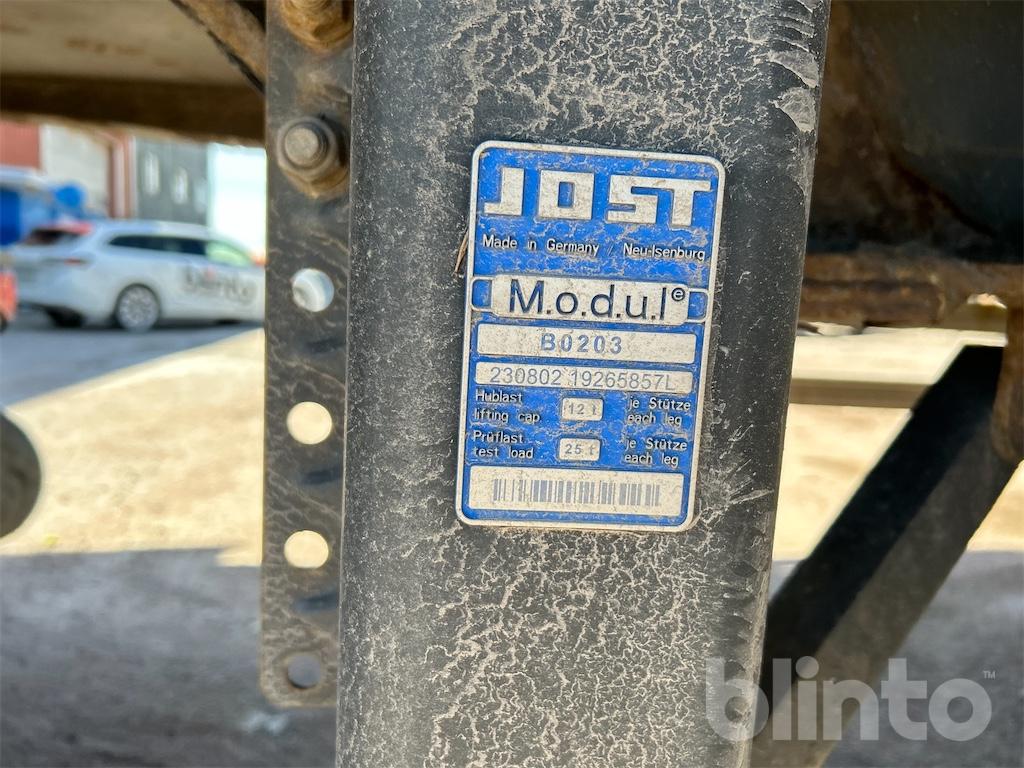 JOST
Made in Germany / Neu-Isenburg
M.o.d.u.l®
B0203
230802 19265857L
Hublast 12 t je Stütze
lifting cap each leg
Prüflast 25 t je Stütze
test load each leg
blinto
blinto™